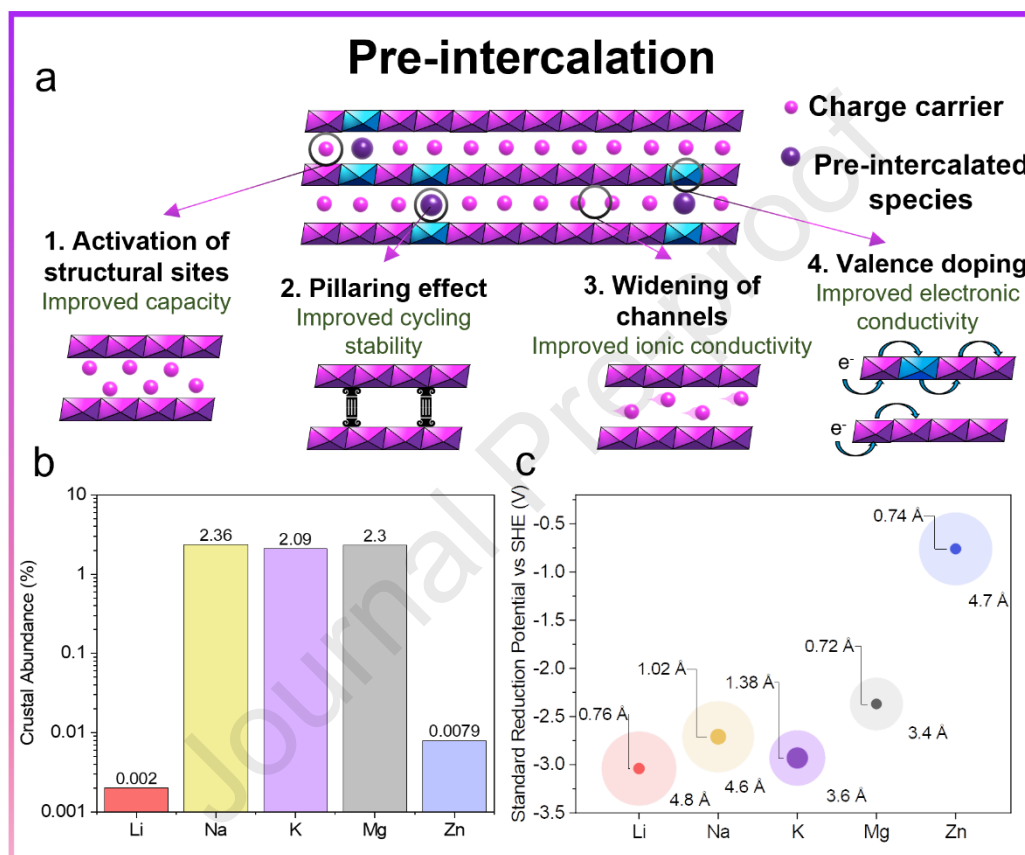 Pre-intercalation
a
Charge carrier
Pre-intercalated
species
1. Activation of
structural sites
Improved capacity
2. Pillaring effect
Improved cycling
stability
3. Widening of
channels
Improved ionic conductivity
4. Valence doping
Improved electronic
conductivity
e-
e-
b
10
1
0.1
0.01
0.001
Crustal Abundance (%)
0.002
2.36
2.09
2.3
0.0079
Li
Na
K
Mg
Zn
c
Standard Reduction Potential vs SHE (V)
-0.5
-1.0
-1.5
-2.0
-2.5
-3.0
-3.5
0.76 Å
4.8 Å
1.02 Å
4.6 Å
1.38 Å
3.6 Å
0.72 Å
3.4 Å
0.74 Å
4.7 Å
Li
Na
K
Mg
Zn
Journal Pre-proof